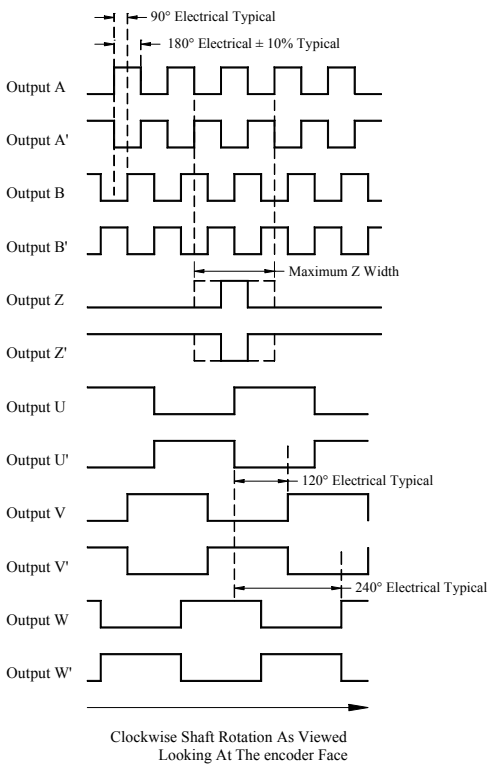 90° Electrical Typical
180° Electrical ± 10% Typical
Output A
Output A'
Output B
Output B'
Maximum Z Width
Output Z
Output Z'
Output U
Output U'
120° Electrical Typical
Output V
Output V'
240° Electrical Typical
Output W
Output W'
Clockwise Shaft Rotation As Viewed
Looking At The encoder Face